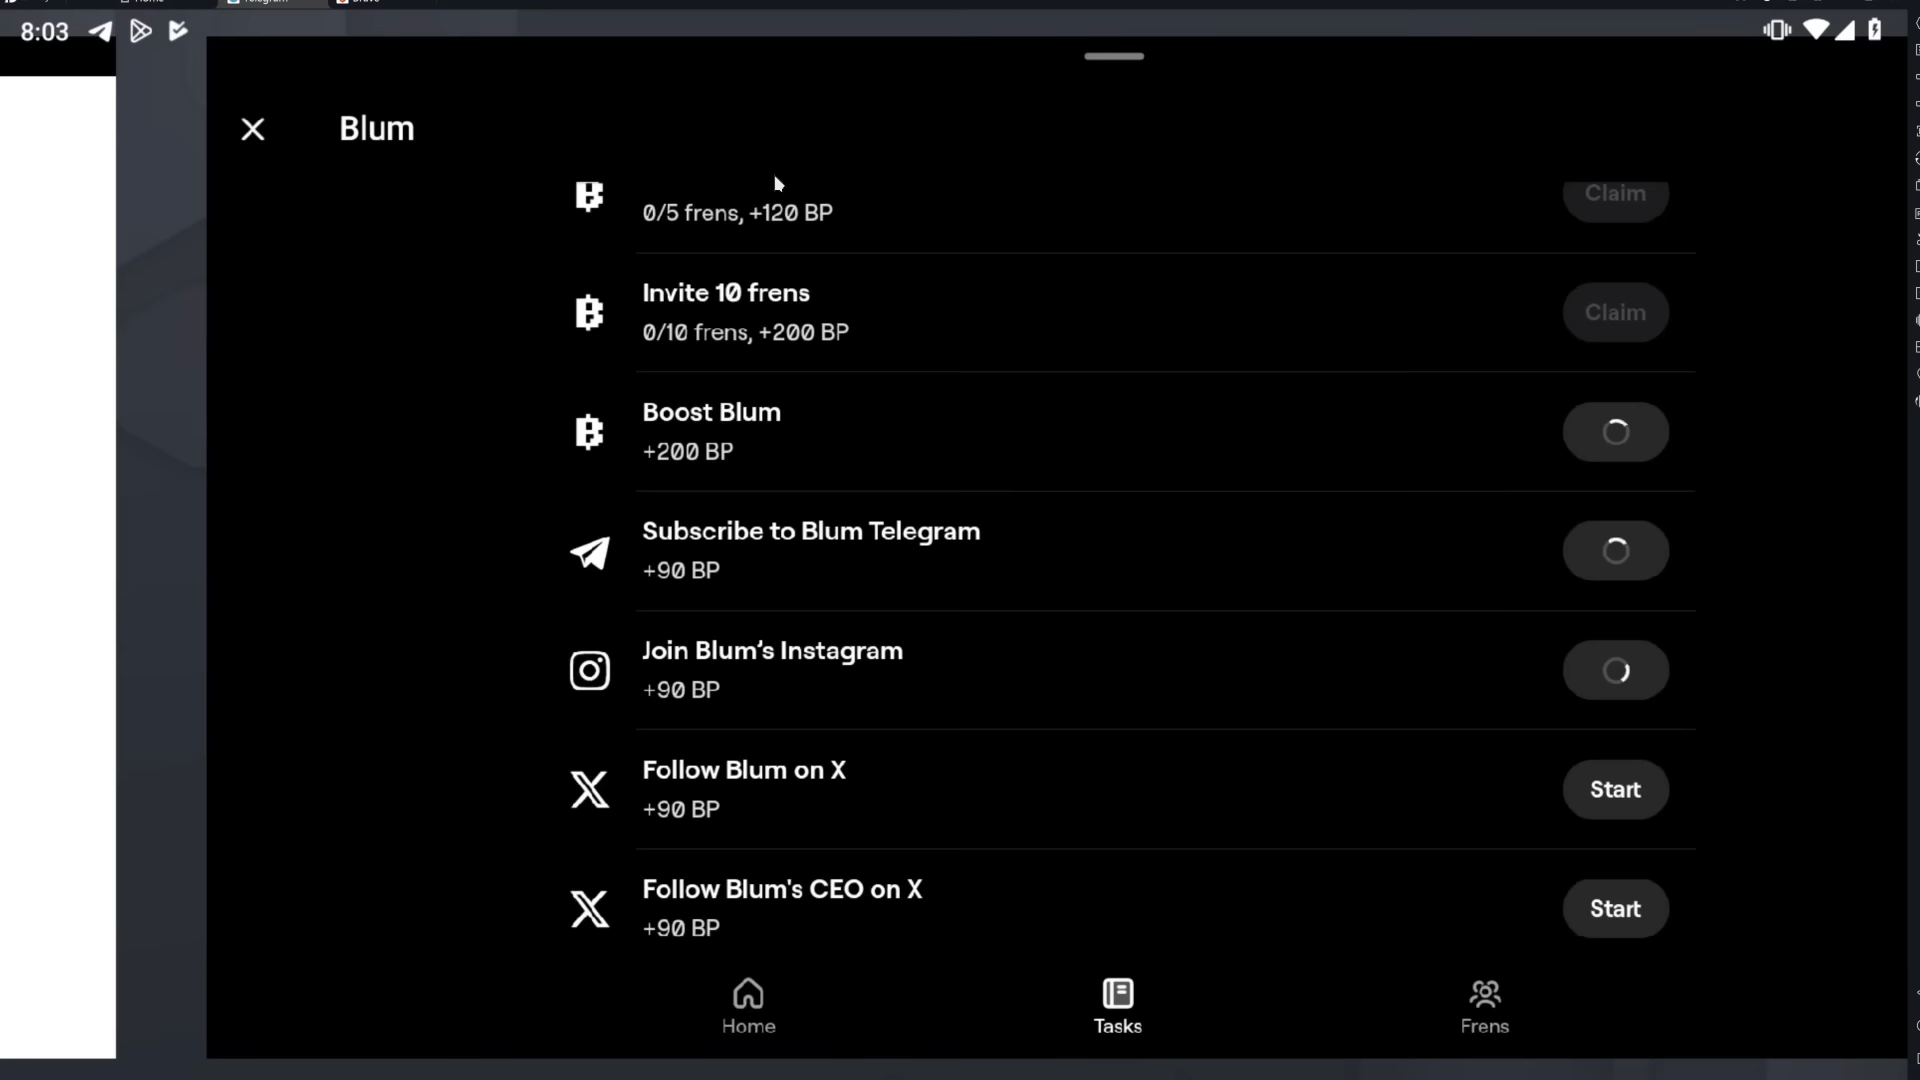 8:03
Blum
Claim
0/5 frens, +120 BP
Invite 10 frens
0/10 frens, +200 BP
Claim
Boost Blum
+200 BP
Subscribe to Blum Telegram
+90 BP
Join Blum's Instagram
+90 BP
Follow Blum on X
+90 BP
Start
Follow Blum's CEO on X
+90 BP
Start
Home
Tasks
Frens